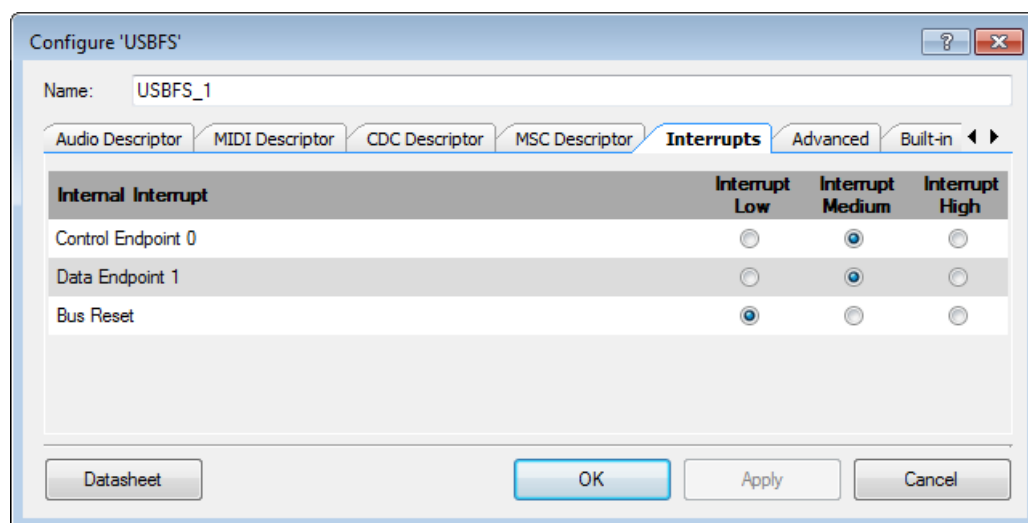 Configure 'USBFS'
Name: USBFS_1
Audio Descriptor MIDI Descriptor CDC Descriptor MSC Descriptor Interrupts Advanced Built-in
Internal Interrupt Interrupt Low Interrupt Medium Interrupt High
Control Endpoint 0
Data Endpoint 1
Bus Reset
Datasheet OK Apply Cancel